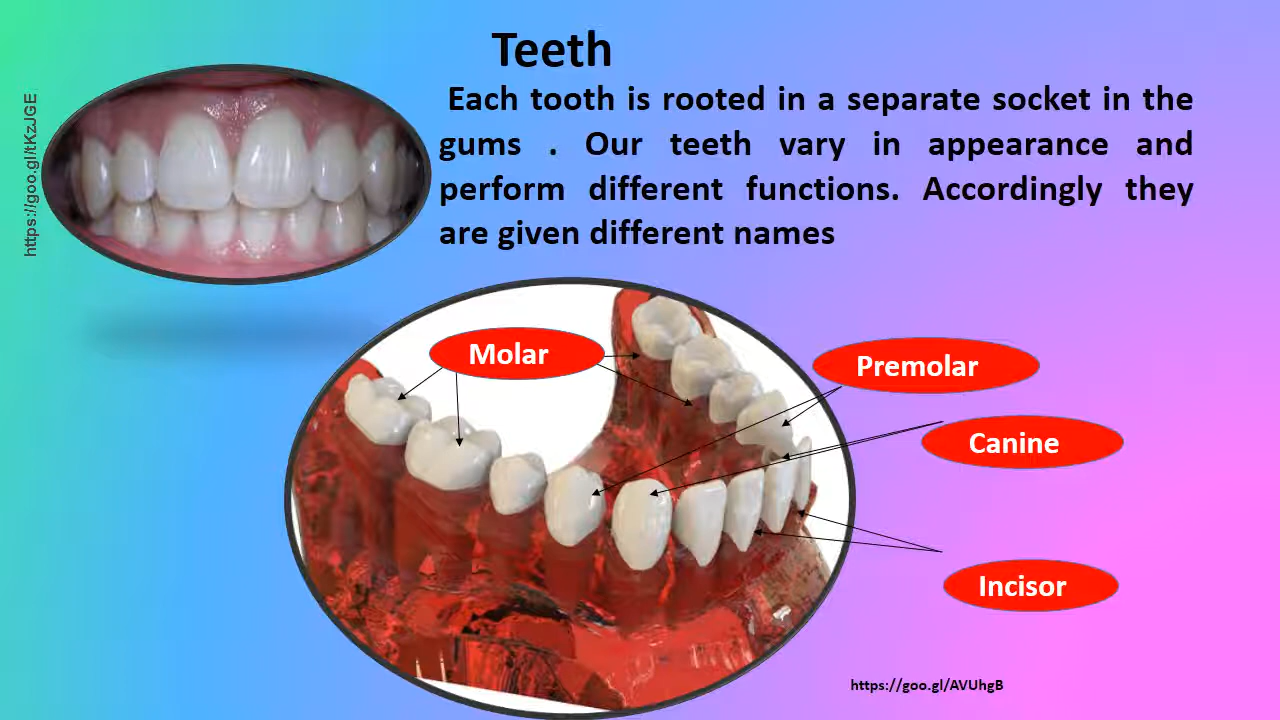 Teeth
Each tooth is rooted in a separate socket in the
gums . Our teeth vary in appearance and
perform different functions. Accordingly they
are given different names
https://goo.gl/tKzJGE
Molar
Premolar
Canine
Incisor
https://goo.gl/AVUhgB